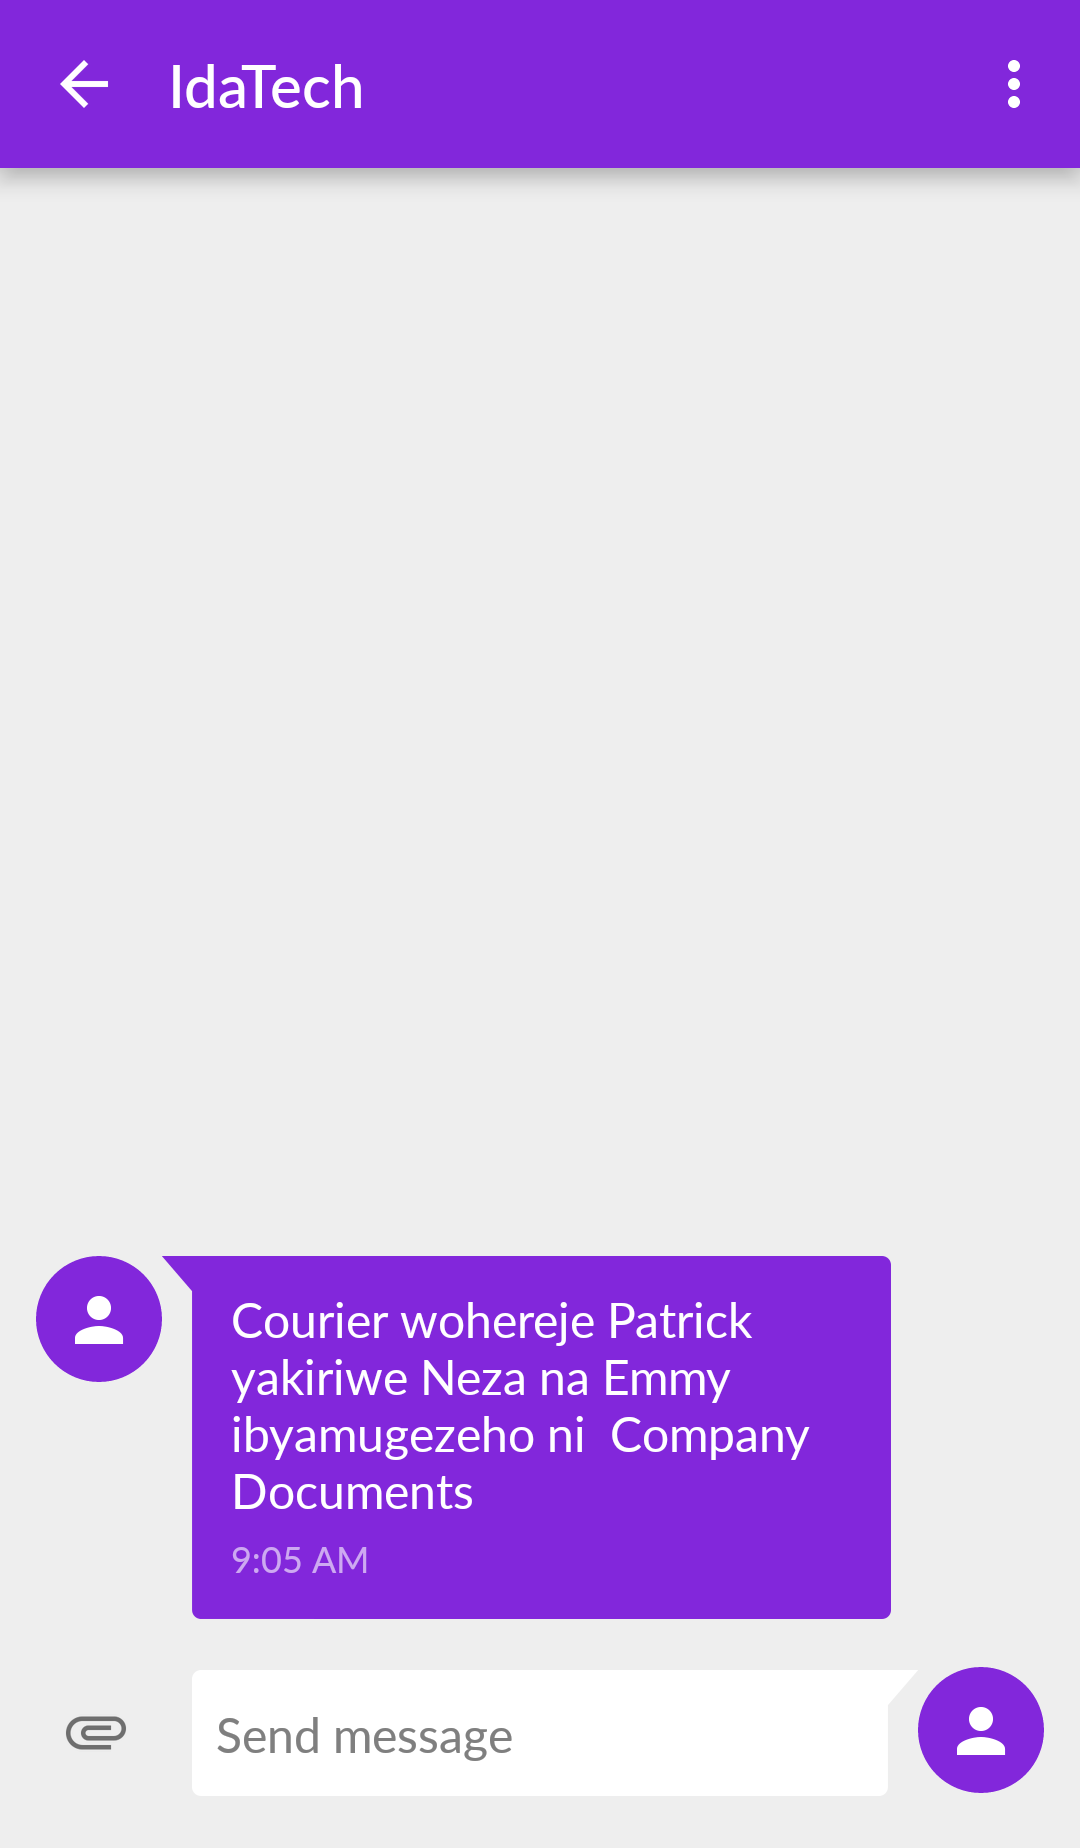 IdaTech
Courier wohereje Patrick
yakiriwe Neza na Emmy
ibyamugezeho ni  Company
Documents
9:05 AM
Send message